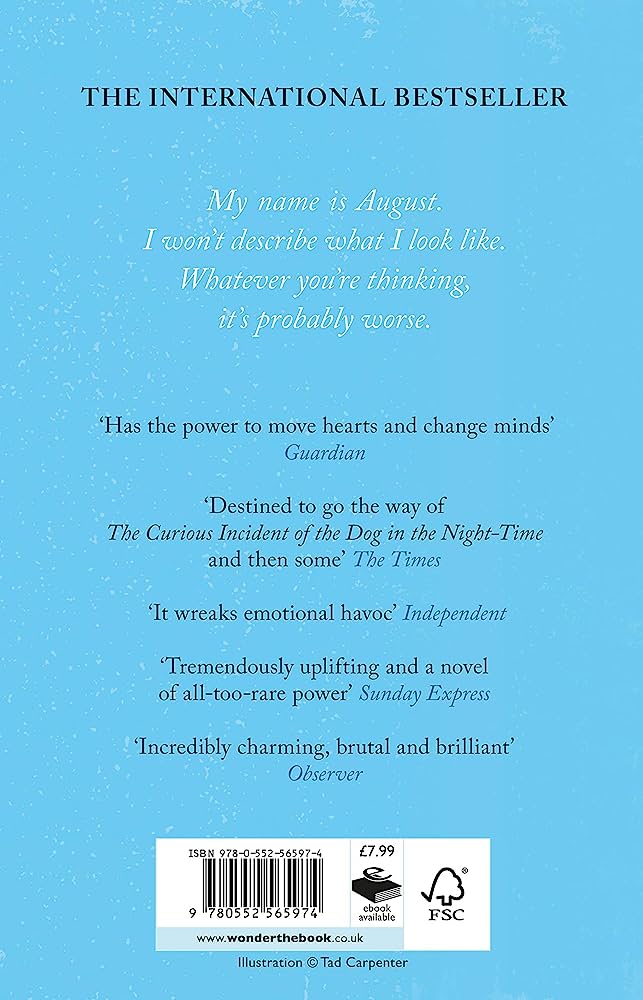 THE INTERNATIONAL BESTSELLER
My name is August.
I won’t describe what I look like.
Whatever you’re thinking,
it’s probably worse.
‘Has the power to move hearts and change minds’
Guardian
‘Destined to go the way of
The Curious Incident of the Dog in the Night-Time
and then some’ The Times
‘It wreaks emotional havoc’ Independent
‘Tremendously uplifting and a novel
of all-too-rare power’ Sunday Express
‘Incredibly charming, brutal and brilliant’
Observer
ISBN 978-0-552-56597-4
£7.99
e
ebook
available
®
FSC
9 780552 565974
www.wonderthebook.co.uk
Illustration © Tad Carpenter